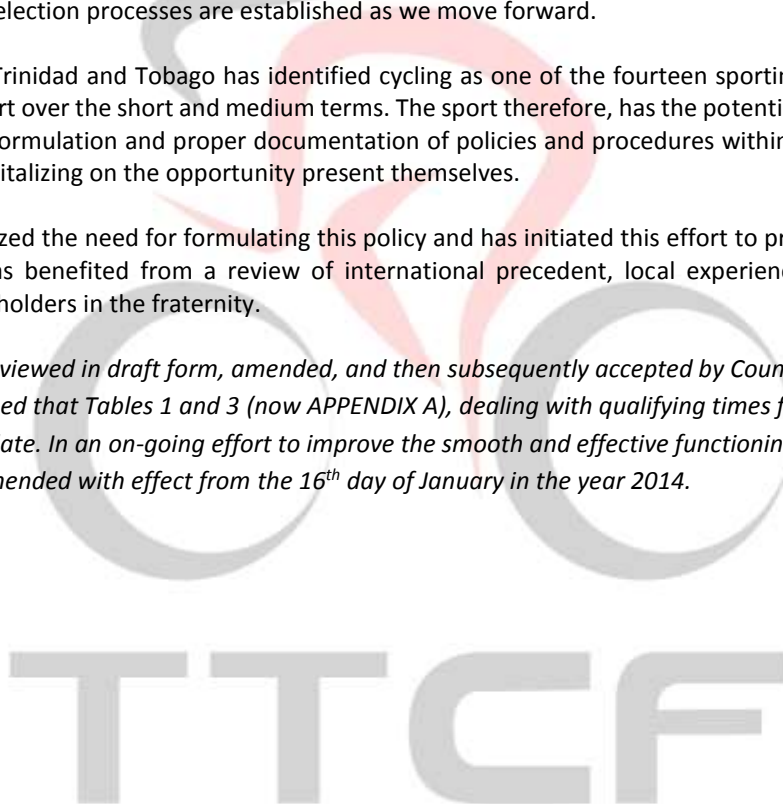 election processes are established as we move forward.
Trinidad and Tobago has identified cycling as one of the fourteen sportin
rt over the short and medium terms. The sport therefore, has the potenti
ormulation and proper documentation of policies and procedures within
italizing on the opportunity present themselves.
zed the need for formulating this policy and has initiated this effort to pr
as benefited from a review of international precedent, local experienc
holders in the fraternity.
viewed in draft form, amended, and then subsequently accepted by Coun
ed that Tables 1 and 3 (now APPENDIX A), dealing with qualifying times f
ate. In an on-going effort to improve the smooth and effective functionin
ended with effect from the 16th day of January in the year 2014.
TTCF